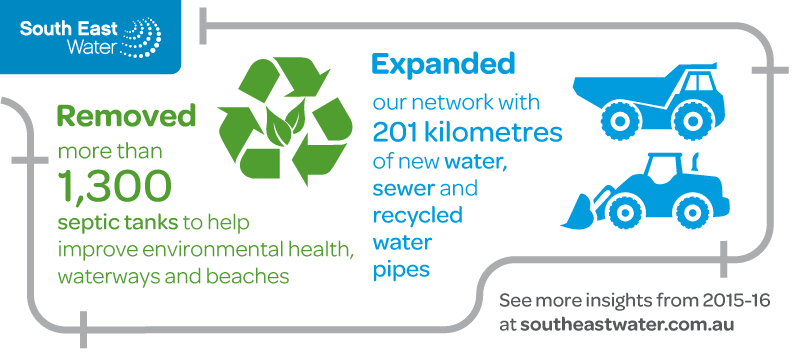 South East
Water
Removed
more than
1,300
septic tanks to help
improve environmental health,
waterways and beaches
Expanded
our network with
201 kilometres
of new water,
sewer and
recycled
water
pipes
See more insights from 2015-16
at southeastwater.com.au